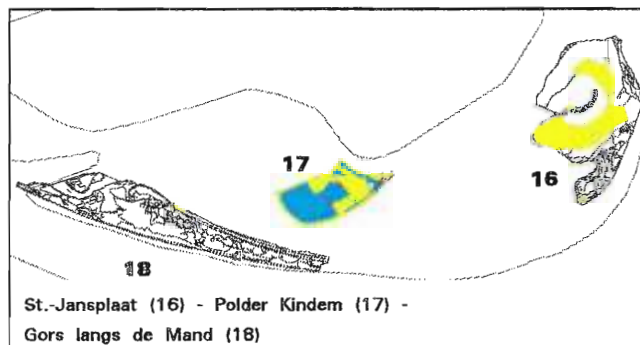 17
16
18
St.-Jansplaat (16) - Polder Kindem (17) -
Gors langs de Mand (18)